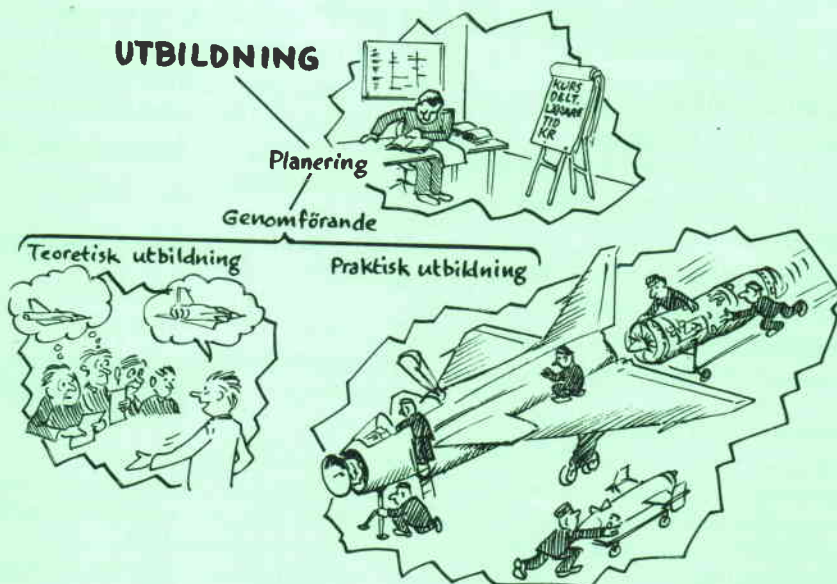 UTBILDNING
KURS
DELT.
LÄRARE
TID
KR
Planering
Genomförande
Teoretisk utbildning
Praktisk utbildning